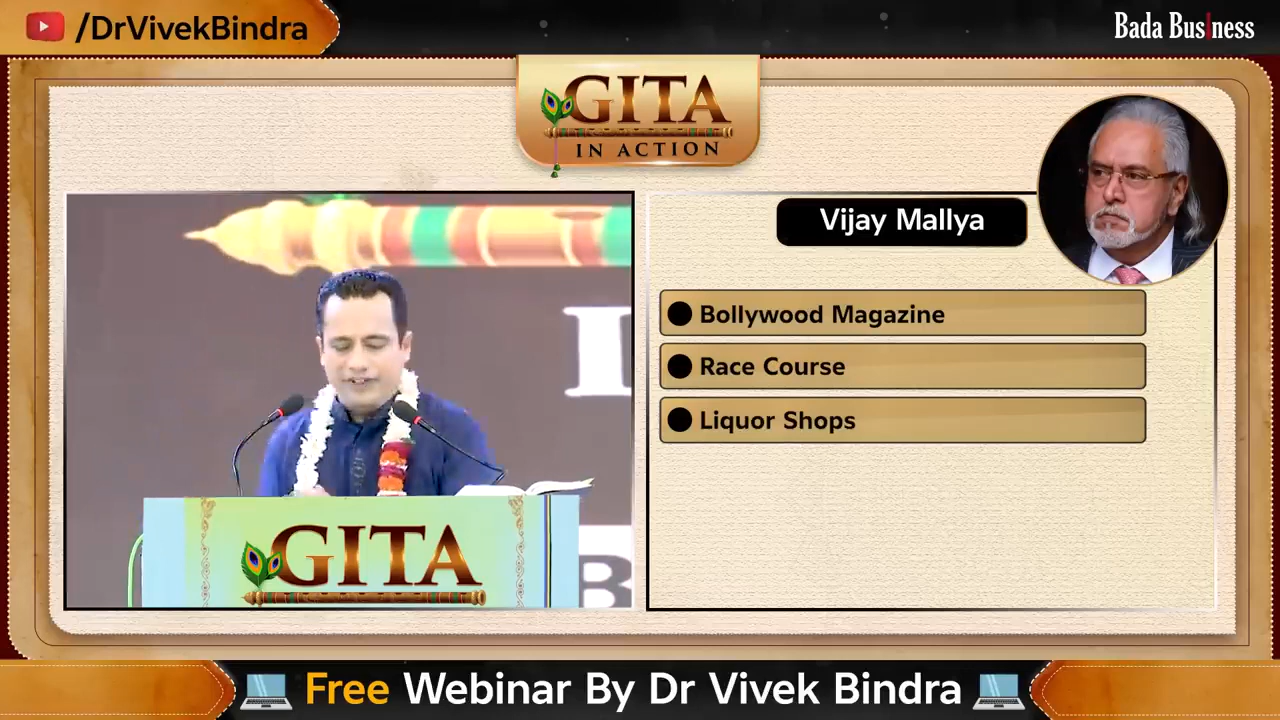 /DrVivekBindra
Bada Business
GITA
IN ACTION
Vijay Mallya
Bollywood Magazine
Race Course
Liquor Shops
GITA
Free Webinar By Dr Vivek Bindra